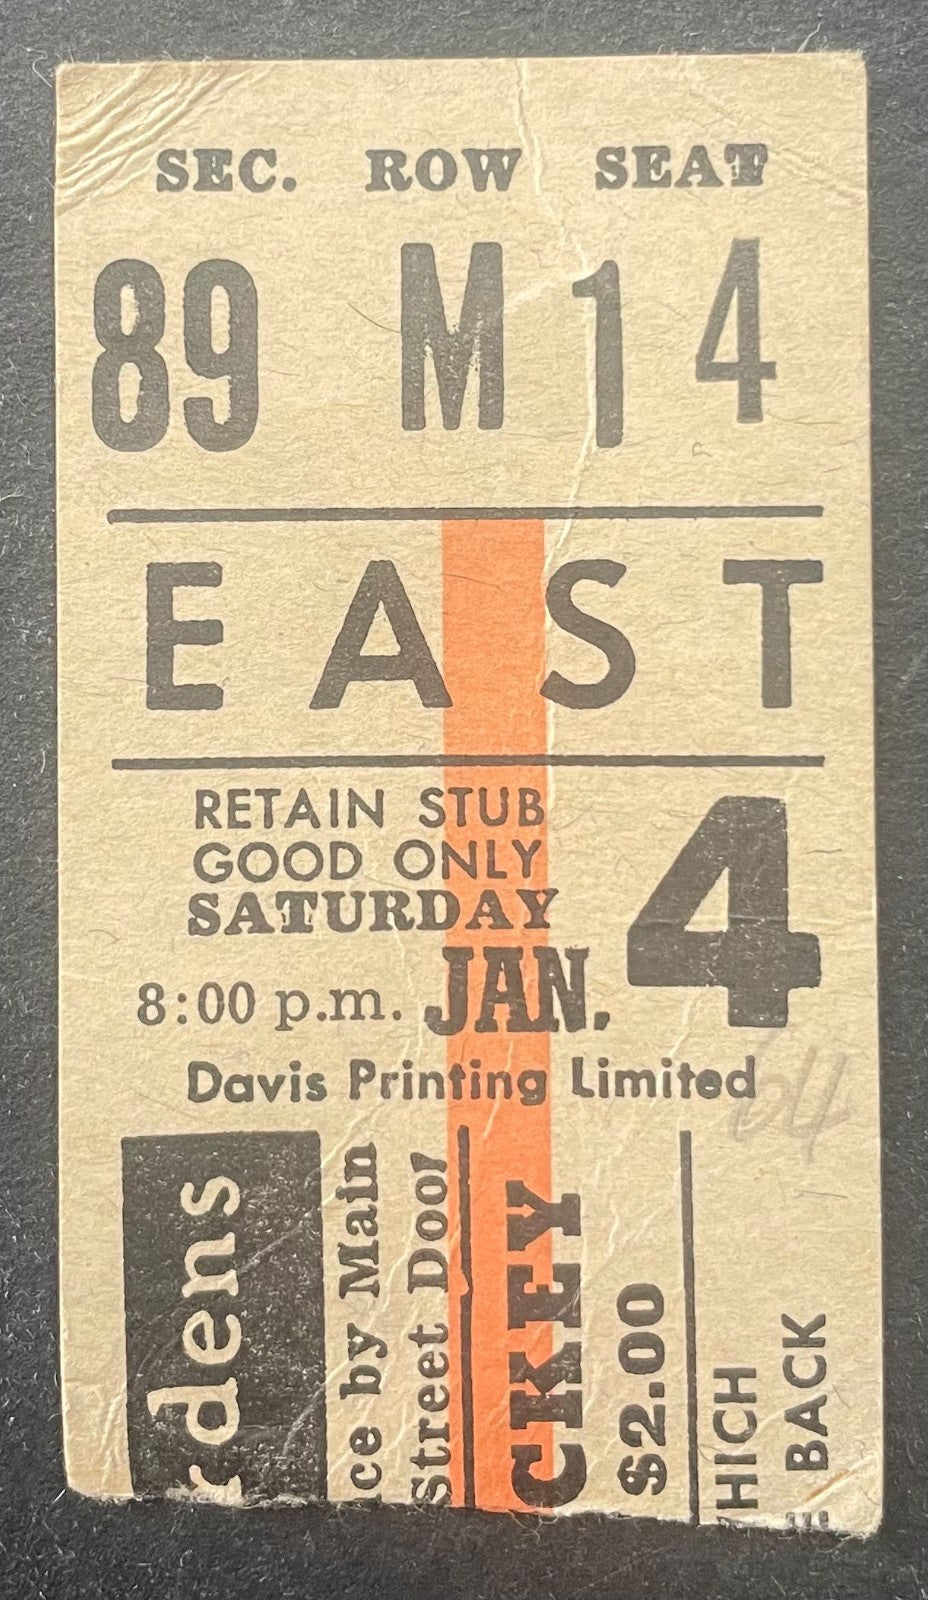 SEC. ROW SEAT
89 M 14
EAST
RETAIN STUB
GOOD ONLY
SATURDAY
8:00 p.m. JAN. 4
Davis Printing Limited
64
rdens
ce by Main
Street Door
CKEY
$2.00
HICH
BACK